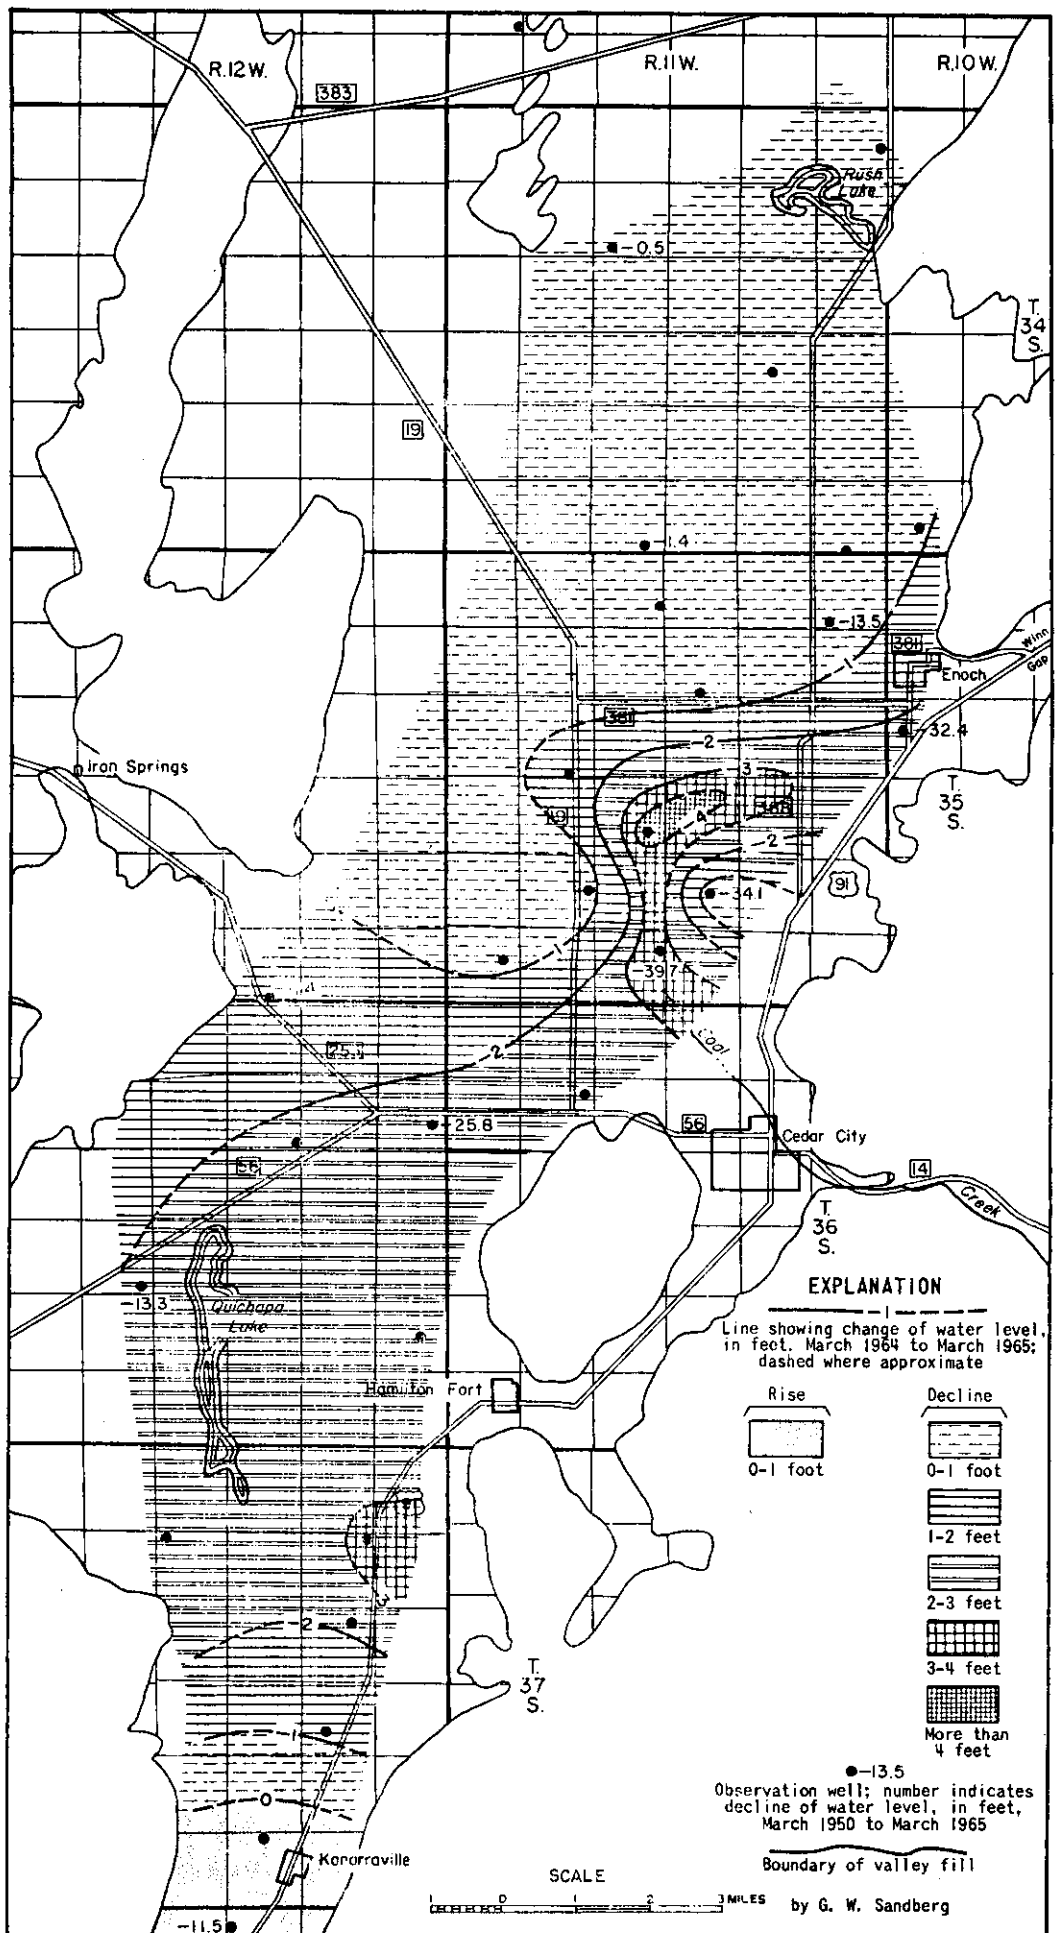 R.12W.
R.11W.
R.10W.
383
Rush
Lake
-0.5
T.
34
S.
19
-1.4
-13.5
1
381
Winn
Gap
Enoch
381
2
-32.4
Iron Springs
3
T.
35
S.
19
4
2
91
-34.1
1
-39.7
Coal
2
56
-25.8
Cedar City
56
14
Creek
T.
36
S.
-13.3
Quichapa
Lake
EXPLANATION
1
Line showing change of water level,
in feet. March 1964 to March 1965;
dashed where approximate
Hamilton Fort
Rise
Decline
0-1 foot
0-1 foot
1-2 feet
2-3 feet
3
2
3-4 feet
T.
37
S.
More than
4 feet
1
-13.5
Observation well; number indicates
decline of water level, in feet,
March 1950 to March 1965
0
Boundary of valley fill
Kanarraville
SCALE
1 0 1 2 3 MILES
by G. W. Sandberg
-11.5